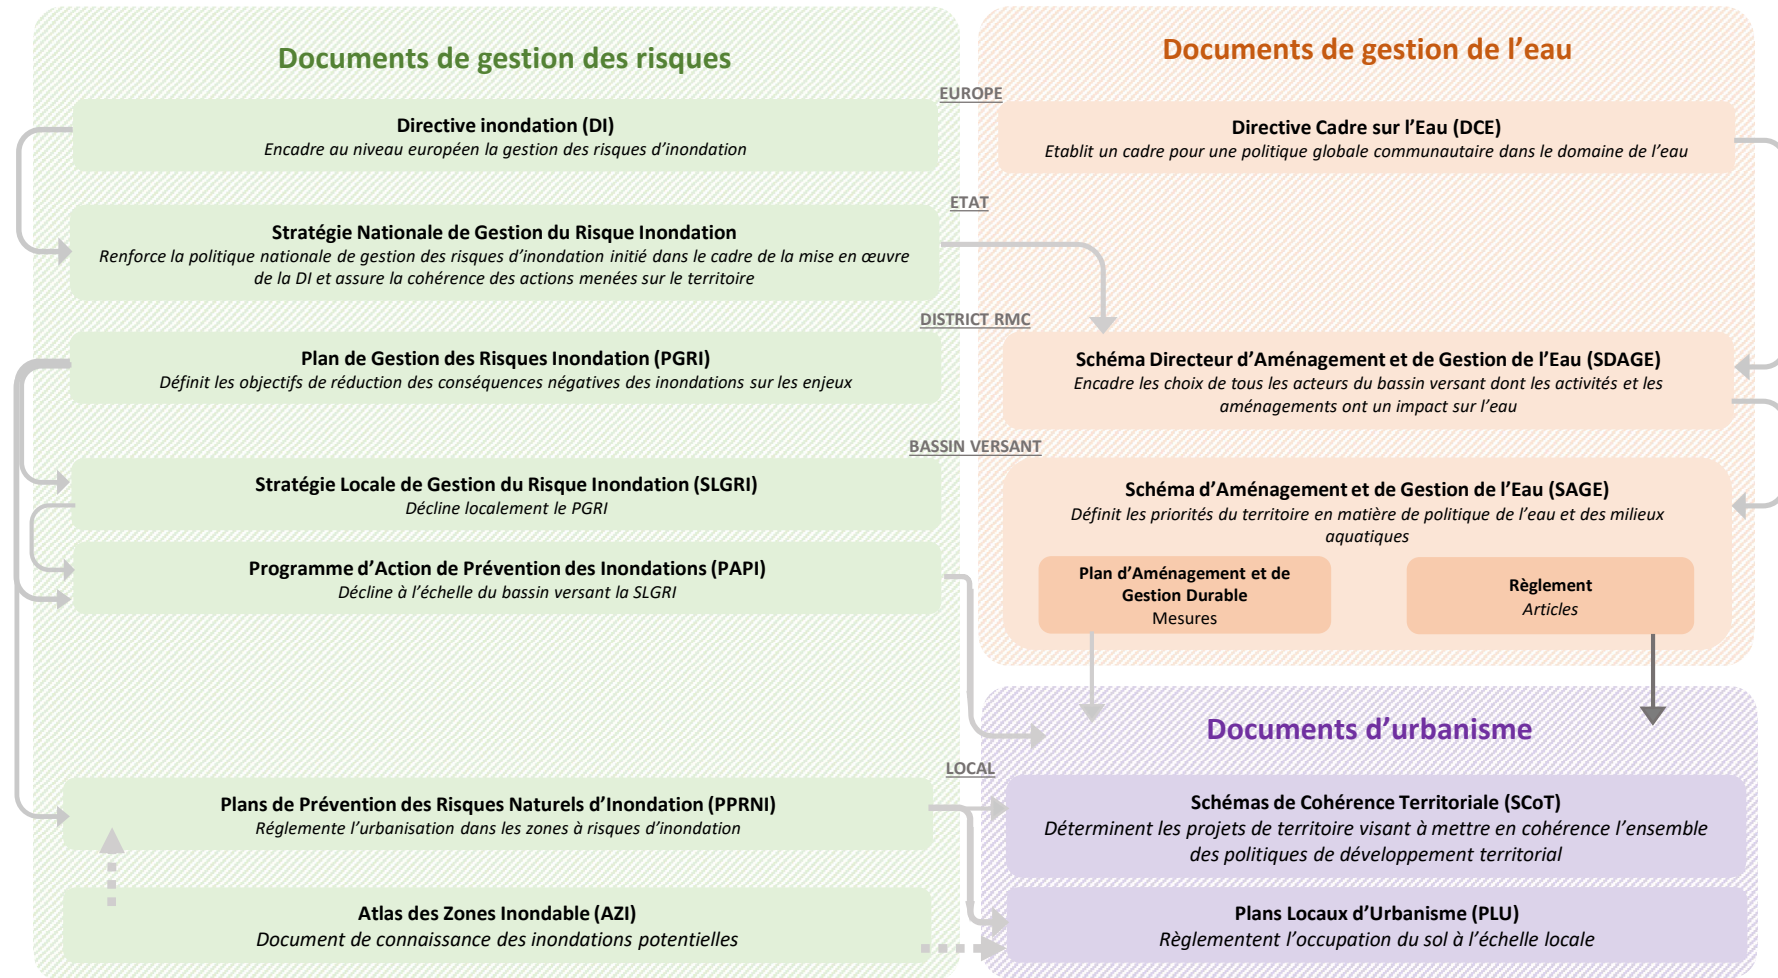 Documents de gestion des risques
Documents de gestion de l’eau
EUROPE
Directive inondation (DI)
Encadre au niveau européen la gestion des risques d’inondation
Directive Cadre sur l’Eau (DCE)
Etablit un cadre pour une politique globale communautaire dans le domaine de l’eau
ETAT
Stratégie Nationale de Gestion du Risque Inondation
Renforce la politique nationale de gestion des risques d’inondation initié dans le cadre de la mise en œuvre
de la DI et assure la cohérence des actions menées sur le territoire
DISTRICT RMC
Plan de Gestion des Risques Inondation (PGRI)
Définit les objectifs de réduction des conséquences négatives des inondations sur les enjeux
Schéma Directeur d’Aménagement et de Gestion de l’Eau (SDAGE)
Encadre les choix de tous les acteurs du bassin versant dont les activités et les
aménagements ont un impact sur l’eau
BASSIN VERSANT
Stratégie Locale de Gestion du Risque Inondation (SLGRI)
Décline localement le PGRI
Programme d’Action de Prévention des Inondations (PAPI)
Décline à l’échelle du bassin versant la SLGRI
Schéma d’Aménagement et de Gestion de l’Eau (SAGE)
Définit les priorités du territoire en matière de politique de l’eau et des milieux
aquatiques
Plan d’Aménagement et de
Gestion Durable
Mesures
Règlement
Articles
Documents d’urbanisme
LOCAL
Plans de Prévention des Risques Naturels d’Inondation (PPRNI)
Réglemente l’urbanisation dans les zones à risques d’inondation
Schémas de Cohérence Territoriale (SCoT)
Déterminent les projets de territoire visant à mettre en cohérence l’ensemble
des politiques de développement territorial
Atlas des Zones Inondable (AZI)
Document de connaissance des inondations potentielles
Plans Locaux d’Urbanisme (PLU)
Règlementent l’occupation du sol à l’échelle locale